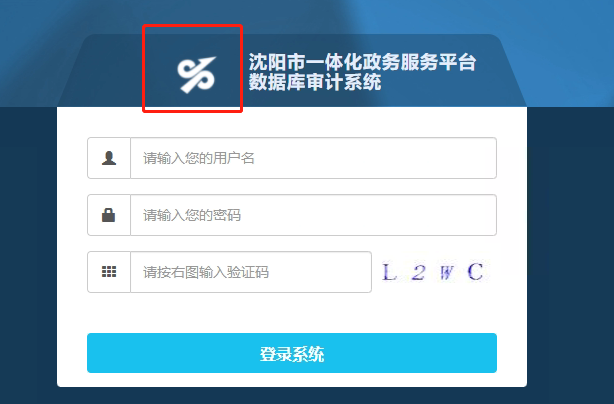 沈阳市一体化政务服务平台
数据库审计系统
请输入您的用户名
请输入您的密码
请按右图输入验证码
L 2 W C
登录系统